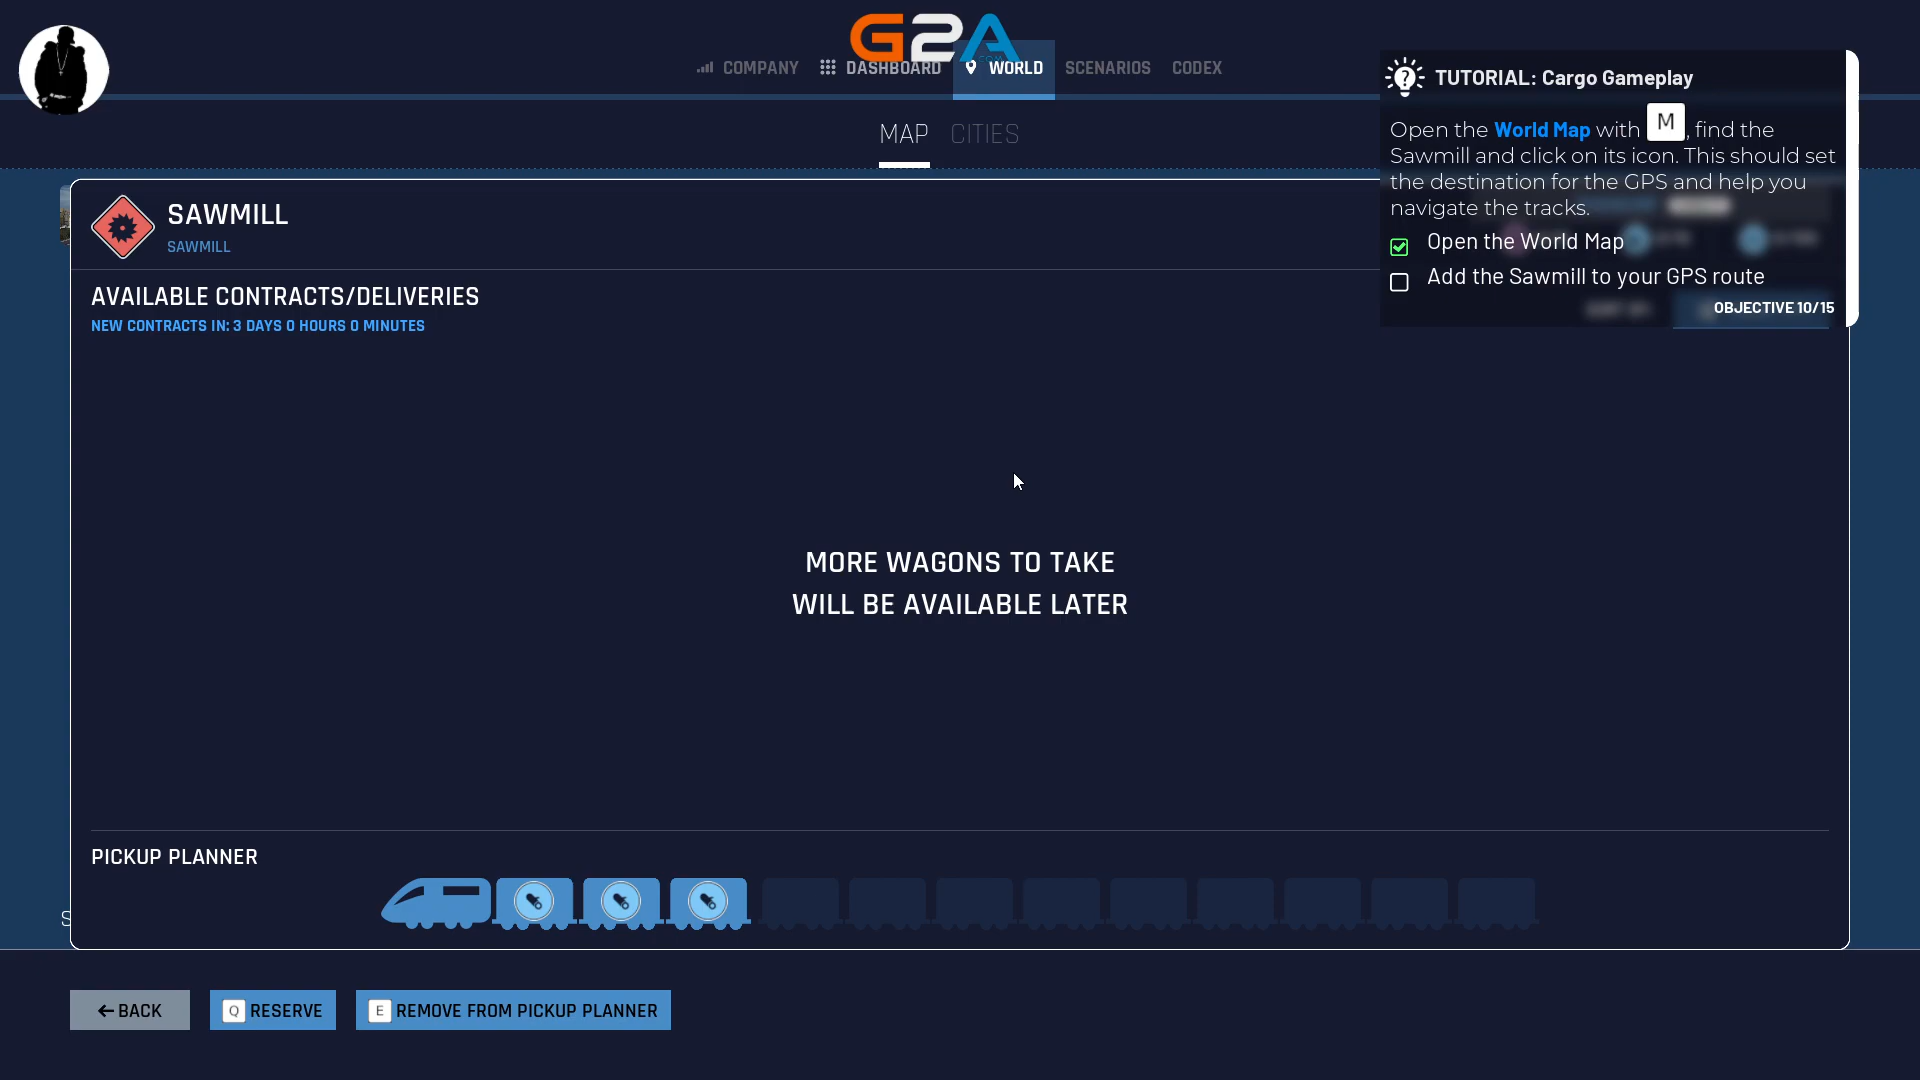 G2A
COMPANY
DASHBOARD
WORLD
SCENARIOS
CODEX
MAP
CITIES
TUTORIAL: Cargo Gameplay
Open the World Map with M, find the
Sawmill and click on its icon. This should set
the destination for the GPS and help you
navigate the tracks.
Open the World Map
Add the Sawmill to your GPS route
OBJECTIVE 10/15
SAWMILL
SAWMILL
AVAILABLE CONTRACTS/DELIVERIES
NEW CONTRACTS IN: 3 DAYS 0 HOURS 0 MINUTES
MORE WAGONS TO TAKE
WILL BE AVAILABLE LATER
PICKUP PLANNER
S
BACK
Q RESERVE
E REMOVE FROM PICKUP PLANNER